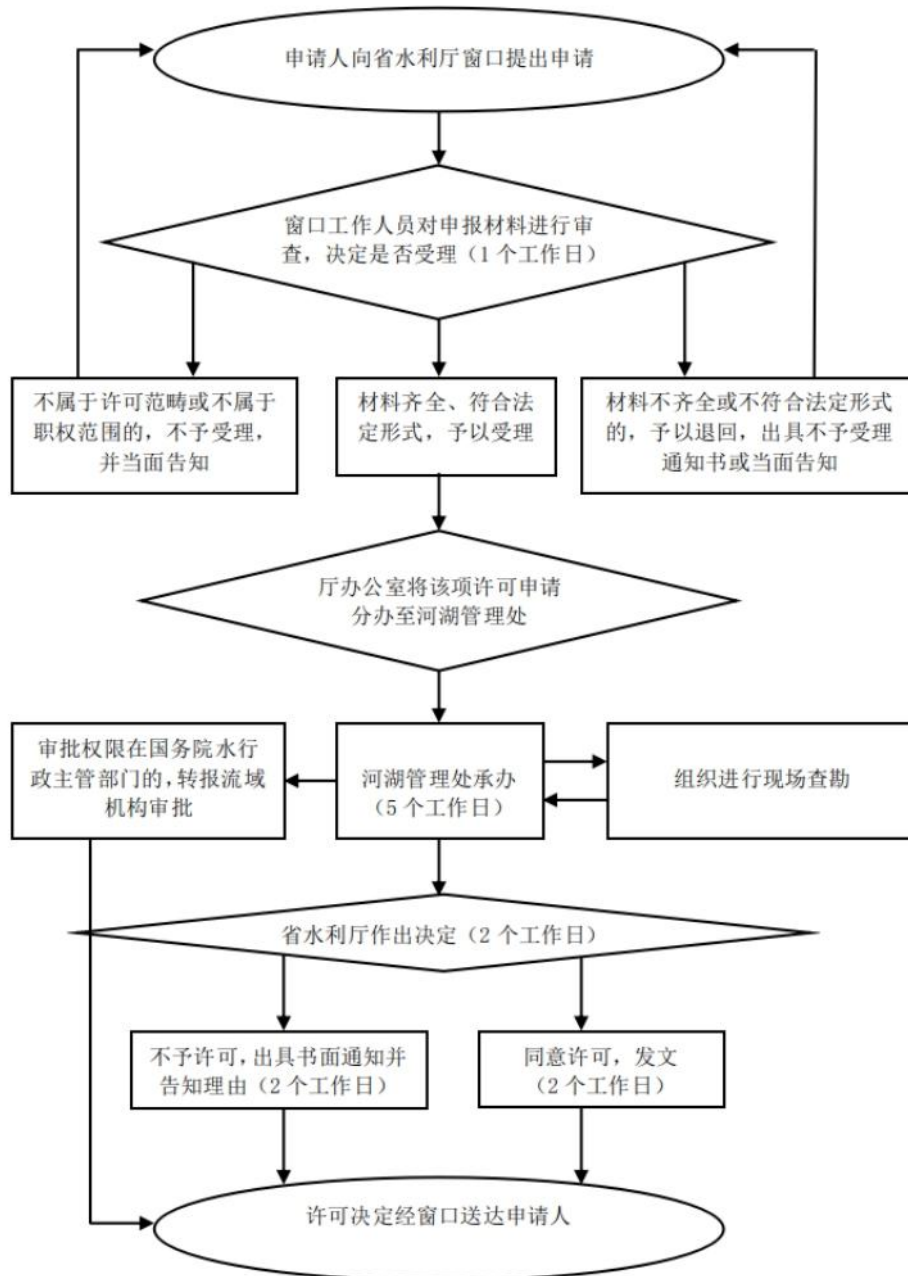 申请人向省水利厅窗口提出申请
窗口工作人员对申报材料进行审
查，决定是否受理（1 个工作日）
不属于许可范畴或不属于
职权范围的，不予受理，
并当面告知
材料齐全、符合法
定形式，予以受理
材料不齐全或不符合法定形式
的，予以退回，出具不予受理
通知书或当面告知
厅办公室将该项许可申请
分办至河湖管理处
审批权限在国务院水行
政主管部门的，转报流域
机构审批
河湖管理处承办
（5 个工作日）
组织进行现场查勘
省水利厅作出决定（2 个工作日）
不予许可，出具书面通知并
告知理由（2 个工作日）
同意许可，发文
（2 个工作日）
许可决定经窗口送达申请人